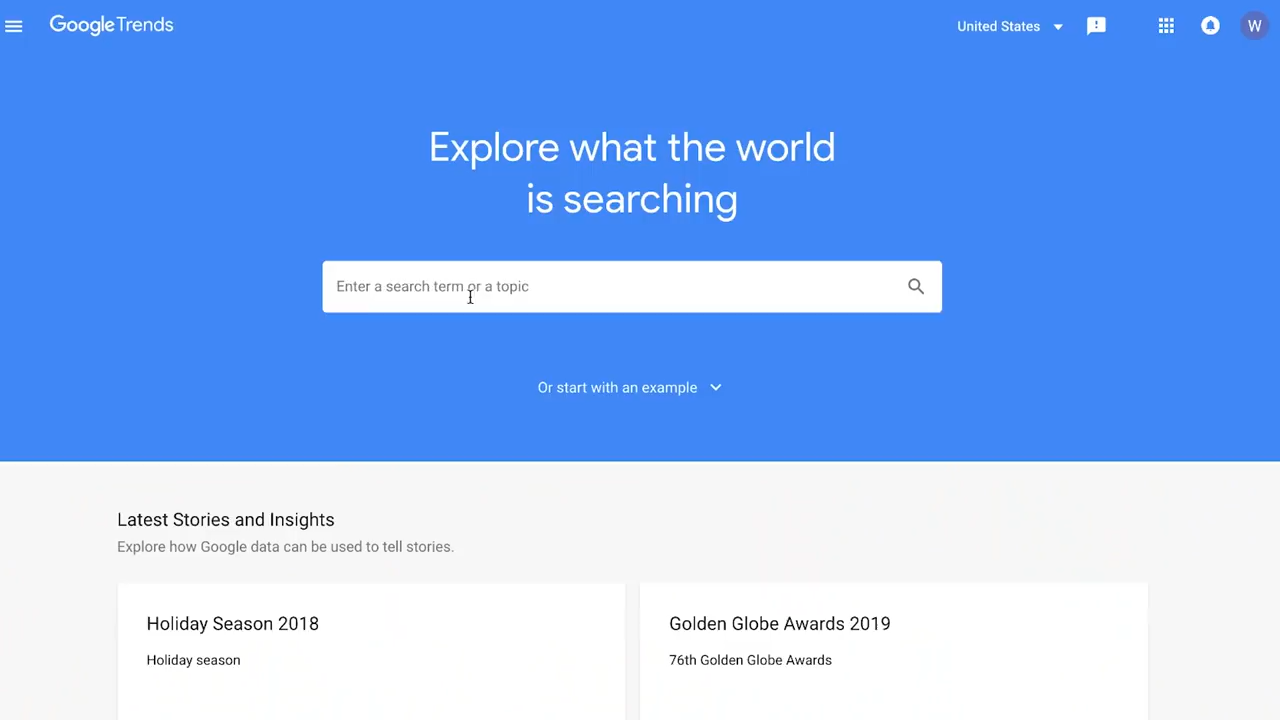 Google Trends
United States
W
Explore what the world
is searching
Enter a search term or a topic
Or start with an example
Latest Stories and Insights
Explore how Google data can be used to tell stories.
Holiday Season 2018
Holiday season
Golden Globe Awards 2019
76th Golden Globe Awards